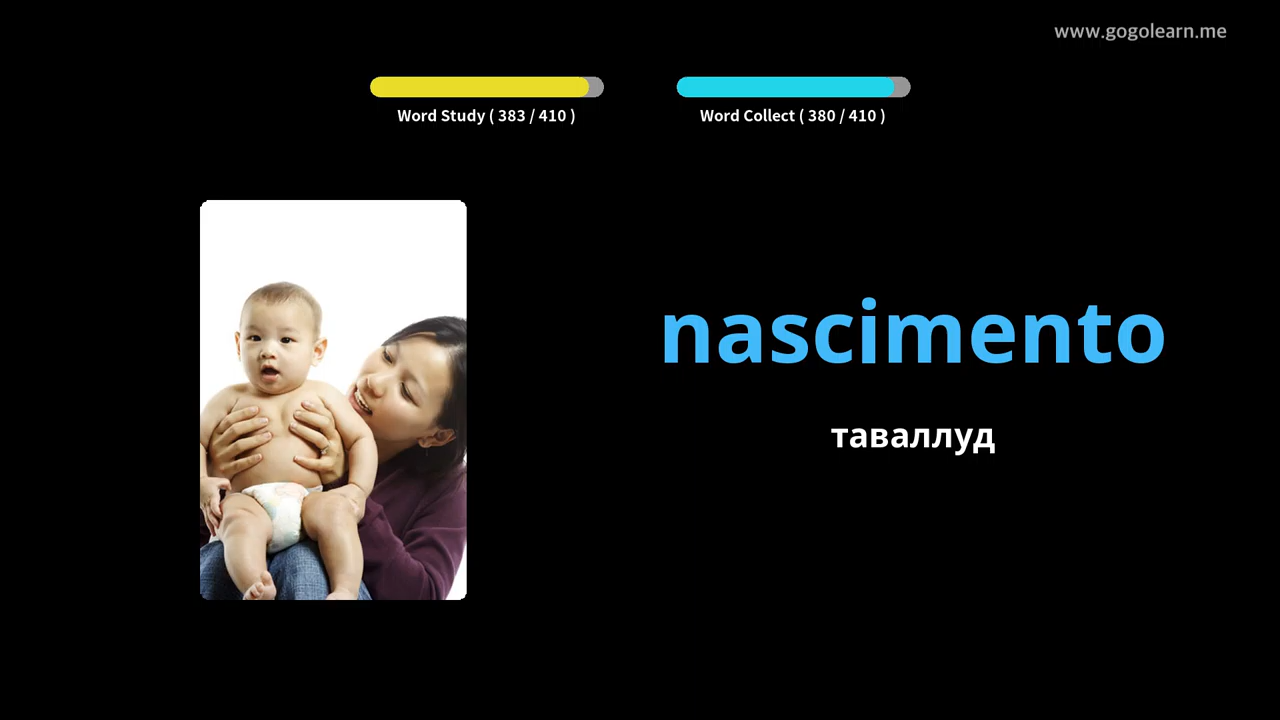 www.gogolearn.me
Word Study ( 383 / 410 )
Word Collect ( 380 / 410 )
nascimento
таваллуд